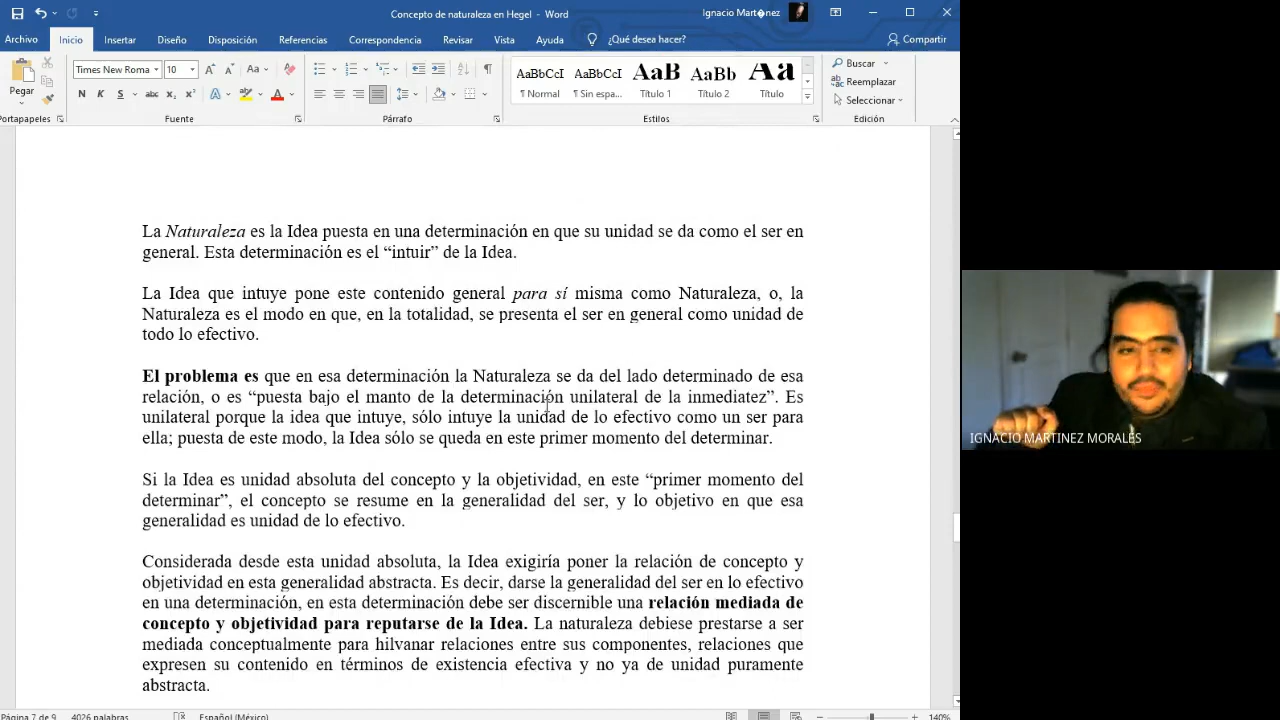 Concepto de naturaleza en Hegel - Word
Ignacio Mart�nez
Archivo Inicio Insertar Diseño Disposición Referencias Correspondencia Revisar Vista Ayuda ¿Qué desea hacer? Compartir
Pegar
Times New Roma 10
Aa
N K S abc x₂ x² A A
AaBbCcI AaBbCcI AaB AaBb Aa
¶ Normal ¶ Sin espa... Título 1 Título 2 Título
Buscar
Reemplazar
Seleccionar
Portapapeles Fuente Párrafo Estilos Edición
La Naturaleza es la Idea puesta en una determinación en que su unidad se da como el ser en
general. Esta determinación es el “intuir” de la Idea.
La Idea que intuye pone este contenido general para sí misma como Naturaleza, o, la
Naturaleza es el modo en que, en la totalidad, se presenta el ser en general como unidad de
todo lo efectivo.
El problema es que en esa determinación la Naturaleza se da del lado determinado de esa
relación, o es “puesta bajo el manto de la determinación unilateral de la inmediatez”. Es
unilateral porque la idea que intuye, sólo intuye la unidad de lo efectivo como un ser para
ella; puesta de este modo, la Idea sólo se queda en este primer momento del determinar.
Si la Idea es unidad absoluta del concepto y la objetividad, en este “primer momento del
determinar”, el concepto se resume en la generalidad del ser, y lo objetivo en que esa
generalidad es unidad de lo efectivo.
Considerada desde esta unidad absoluta, la Idea exigiría poner la relación de concepto y
objetividad en esta generalidad abstracta. Es decir, darse la generalidad del ser en lo efectivo
en una determinación, en esta determinación debe ser discernible una relación mediada de
concepto y objetividad para reputarse de la Idea. La naturaleza debiese prestarse a ser
mediada conceptualmente para hilvanar relaciones entre sus componentes, relaciones que
expresen su contenido en términos de existencia efectiva y no ya de unidad puramente
abstracta.
Página 7 de 9 4026 palabras Español (México) 140%
IGNACIO MARTINEZ MORALES